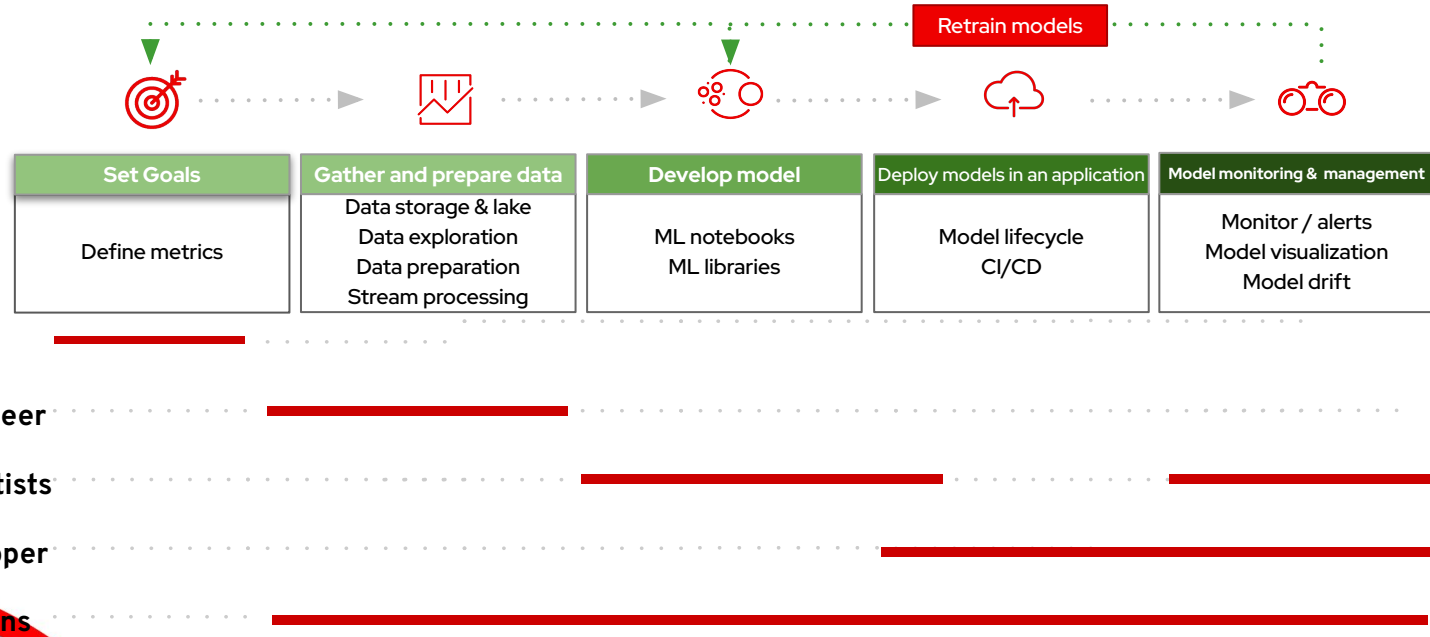 Retrain models
Set Goals
Gather and prepare data
Develop model
Deploy models in an application
Model monitoring & management
Define metrics
Data storage & lake
Data exploration
Data preparation
Stream processing
ML notebooks
ML libraries
Model lifecycle
CI/CD
Monitor / alerts
Model visualization
Model drift
eer
tists
per
ns